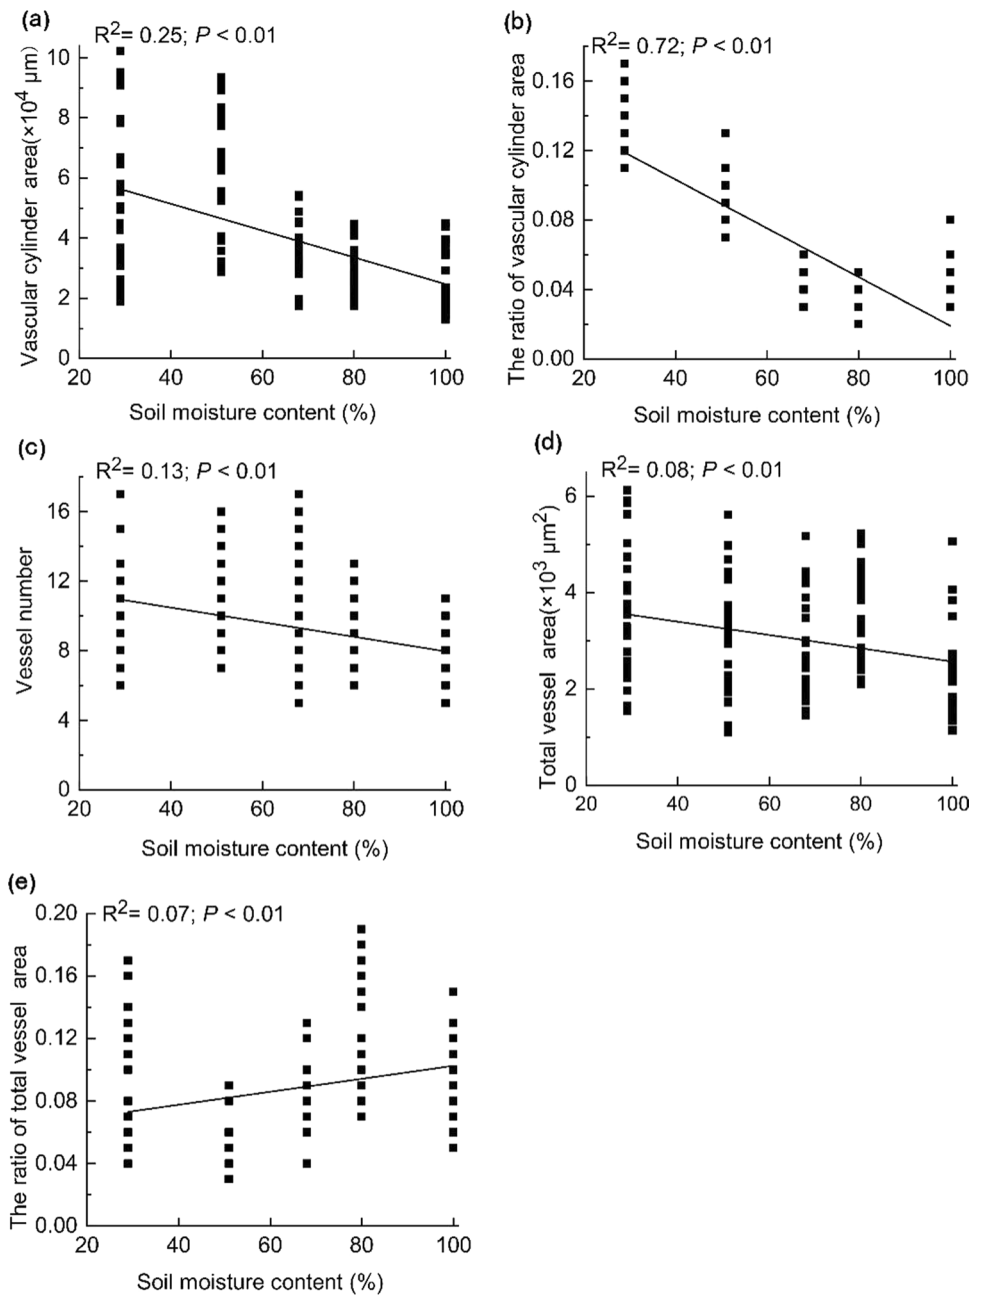 (a)
R²= 0.25; P < 0.01
Vascular cylinder area(×10⁴ μm)
10
8
6
4
2
0
20 40 60 80 100
Soil moisture content (%)
(b)
R²= 0.72; P < 0.01
The ratio of vascular cylinder area
0.16
0.12
0.08
0.04
0.00
20 40 60 80 100
Soil moisture content (%)
(c)
R²= 0.13; P < 0.01
Vessel number
16
12
8
4
0
20 40 60 80 100
Soil moisture content (%)
(d)
R²= 0.08; P < 0.01
Total vessel area(×10³ μm²)
6
4
2
0
20 40 60 80 100
Soil moisture content (%)
(e)
R²= 0.07; P < 0.01
The ratio of total vessel area
0.20
0.16
0.12
0.08
0.04
0.00
20 40 60 80 100
Soil moisture content (%)